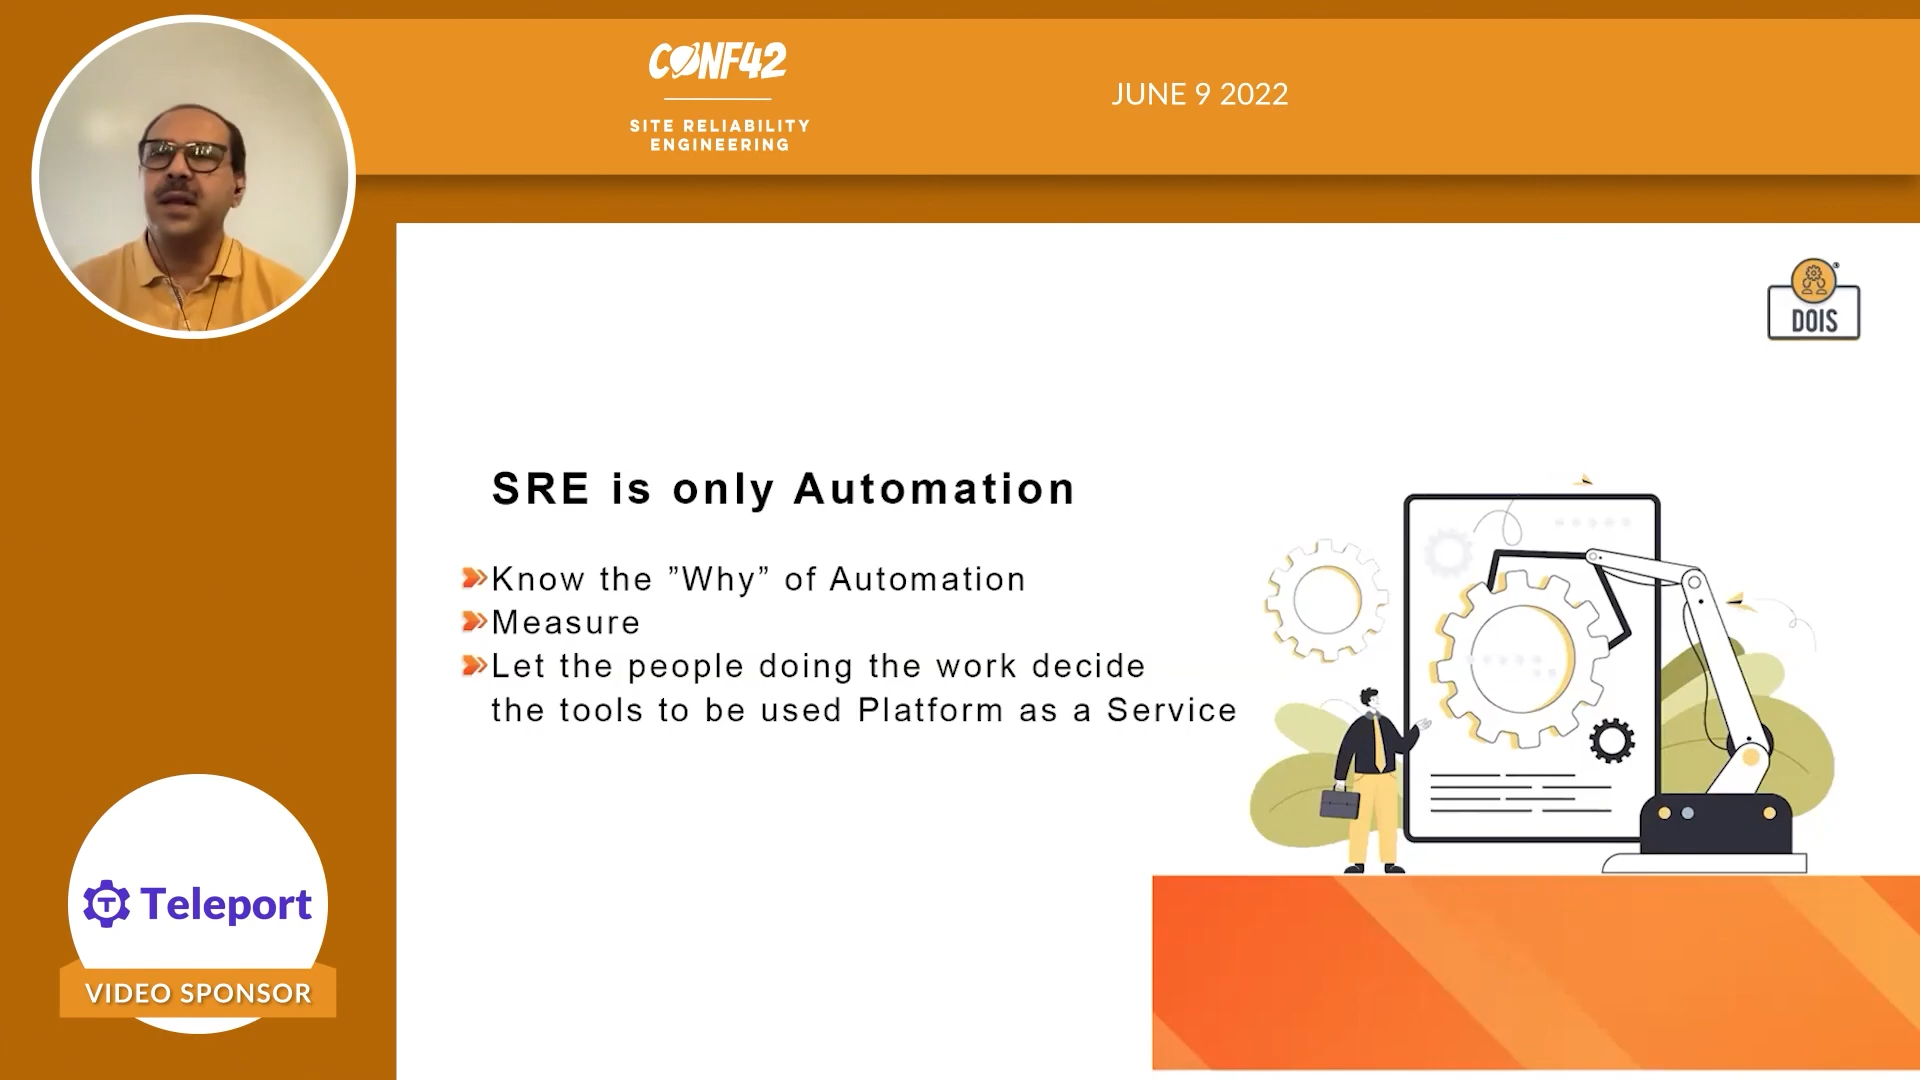 CONF42
SITE RELIABILITY
ENGINEERING
JUNE 9 2022
DOIS
SRE is only Automation
Know the ”Why” of Automation
Measure
Let the people doing the work decide
the tools to be used Platform as a Service
T Teleport
VIDEO SPONSOR